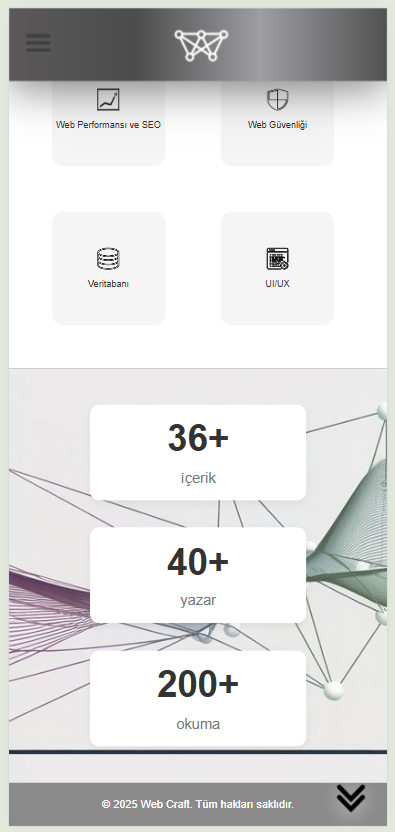 Web Performansı ve SEO
Web Güvenliği
Veritabanı
UI/UX
36+
içerik
40+
yazar
200+
okuma
© 2025 Web Craft. Tüm hakları saklıdır.